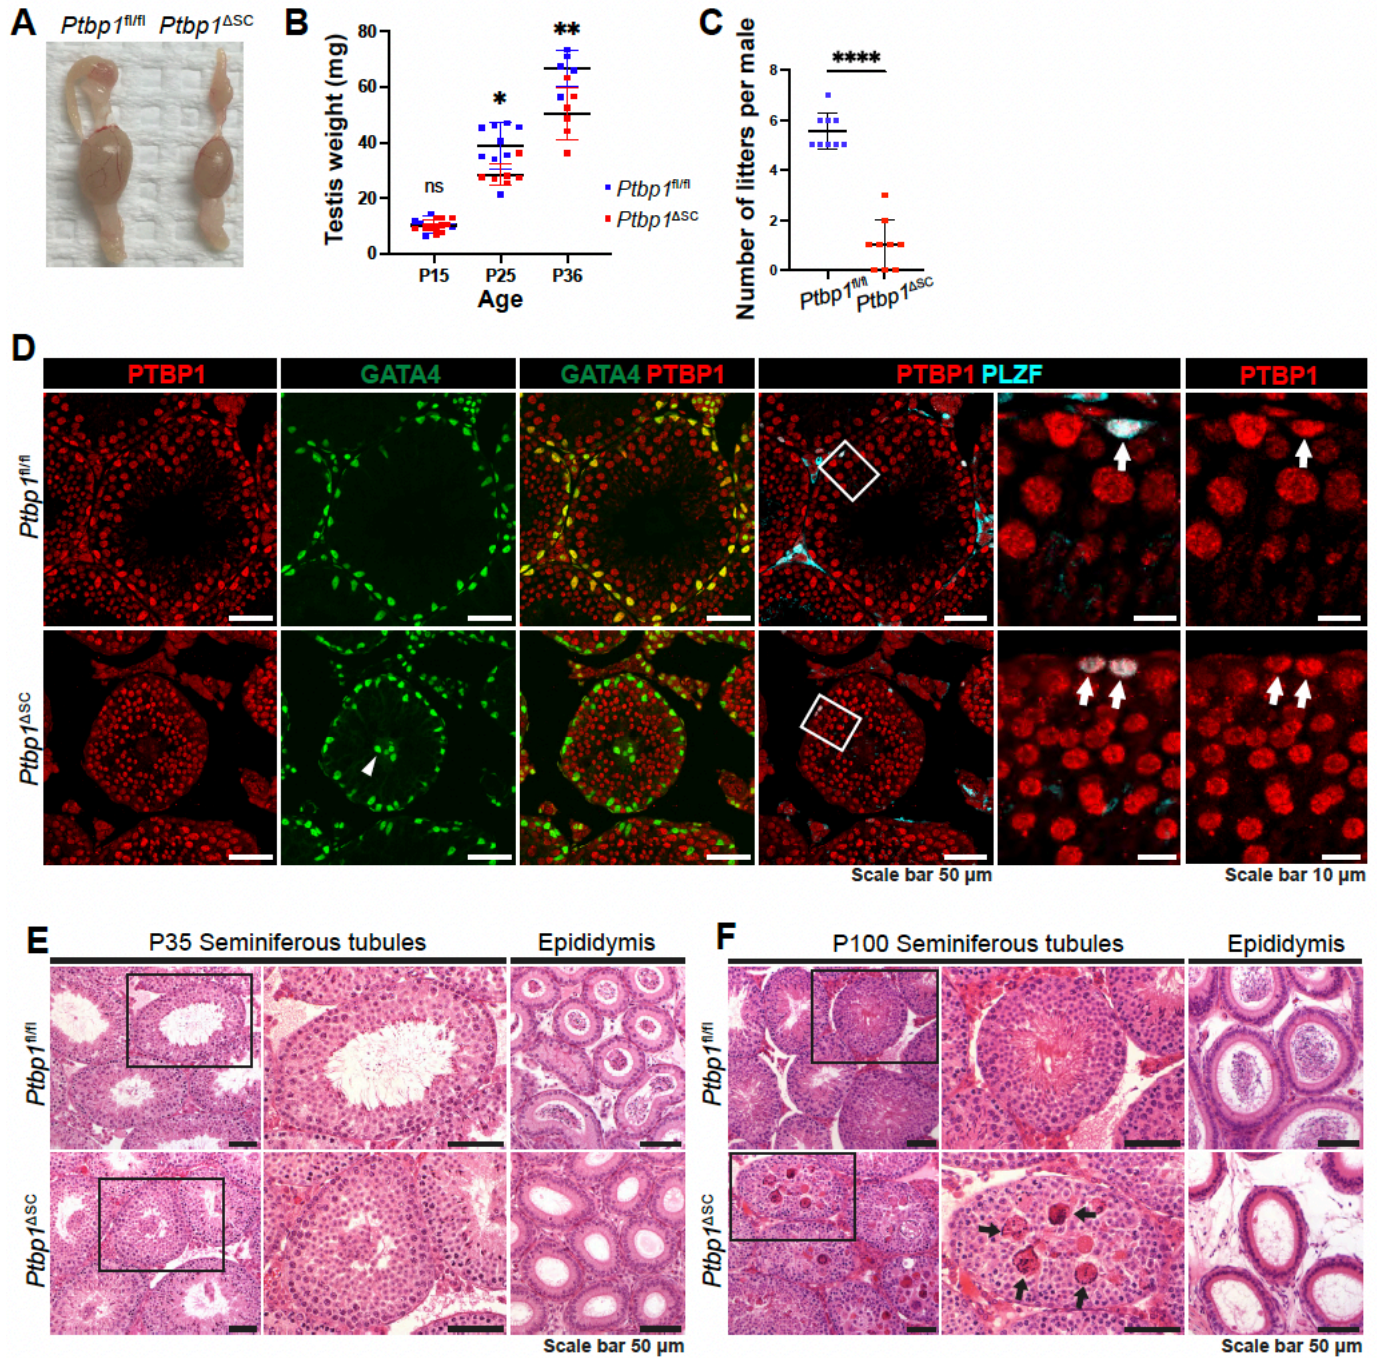 A
Ptbp1fl/fl Ptbp1ΔSC
B
Testis weight (mg)
80
60
40
20
0
ns
*
**
P15 P25 P36
Age
Ptbp1fl/fl
Ptbp1ΔSC
C
Number of litters per male
8
6
4
2
0
****
Ptbp1fl/fl Ptbp1ΔSC
D
PTBP1 GATA4 GATA4 PTBP1 PTBP1 PLZF PTBP1
Ptbp1fl/fl
Ptbp1ΔSC
Scale bar 50 µm Scale bar 10 µm
E
P35 Seminiferous tubules Epididymis
Ptbp1fl/fl
Ptbp1ΔSC
Scale bar 50 µm
F
P100 Seminiferous tubules Epididymis
Ptbp1fl/fl
Ptbp1ΔSC
Scale bar 50 µm